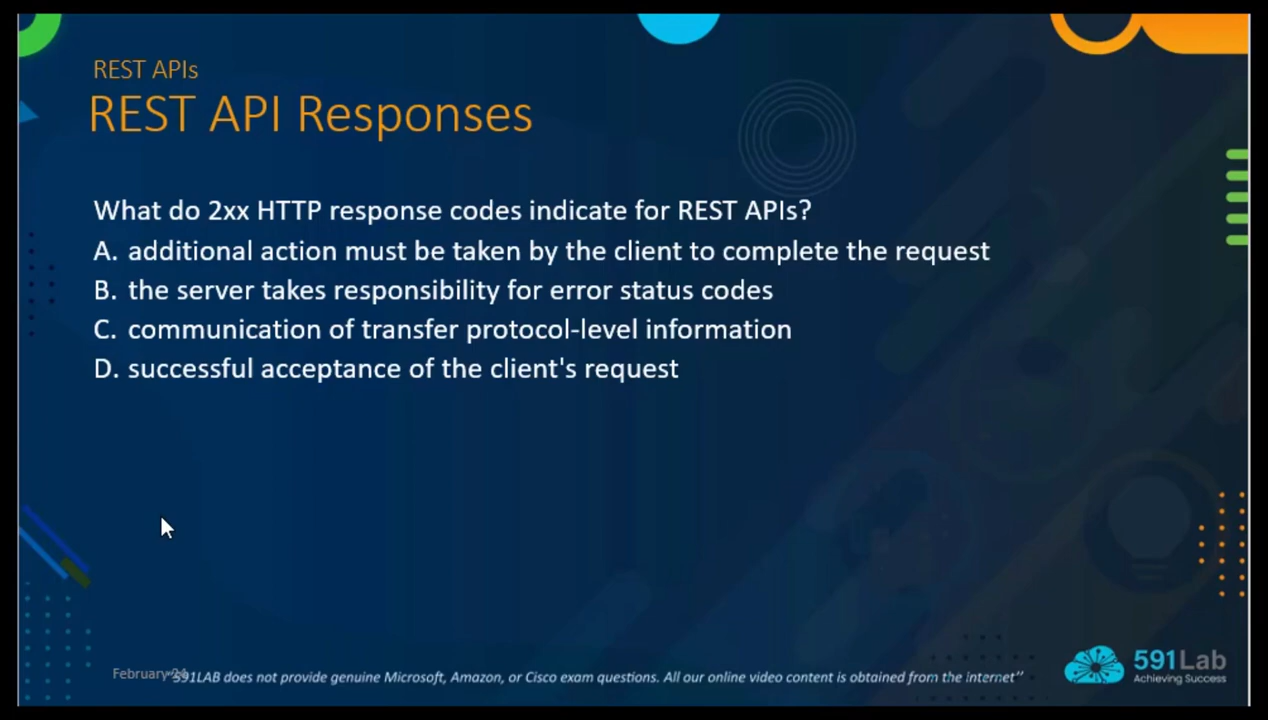 REST APIs
REST API Responses
What do 2xx HTTP response codes indicate for REST APIs?
A. additional action must be taken by the client to complete the request
B. the server takes responsibility for error status codes
C. communication of transfer protocol-level information
D. successful acceptance of the client's request
February
"591LAB does not provide genuine Microsoft, Amazon, or Cisco exam questions. All our online video content is obtained from the internet"
591Lab
Achieving Success